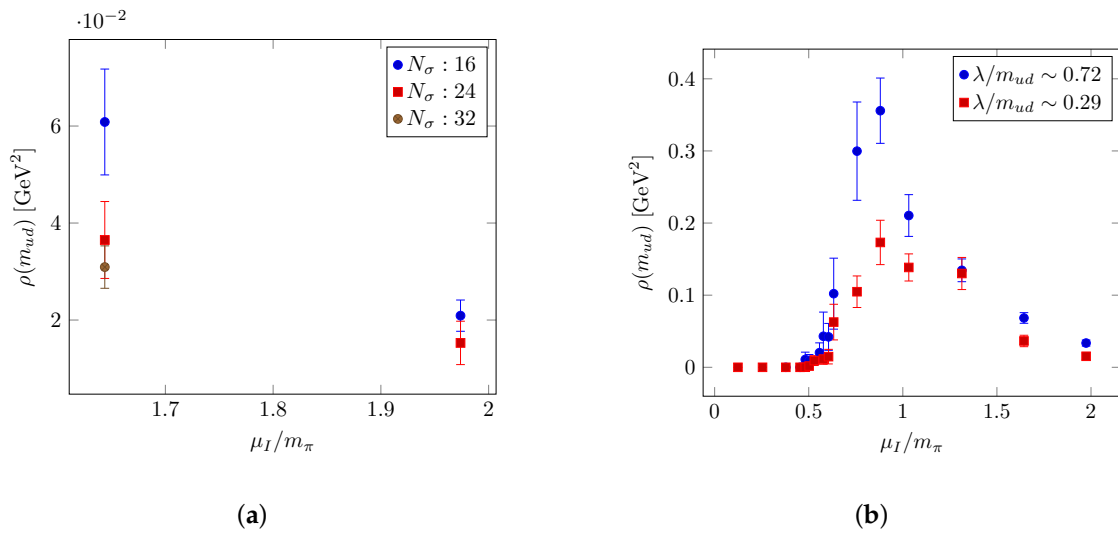 ·10⁻²
6
4
2
1.7 1.8 1.9 2
μ_I/m_π
ρ(m_ud) [GeV²]
N_σ : 16
N_σ : 24
N_σ : 32
(a)
0.4
0.3
0.2
0.1
0
0 0.5 1 1.5 2
μ_I/m_π
ρ(m_ud) [GeV²]
λ/m_ud ∼ 0.72
λ/m_ud ∼ 0.29
(b)